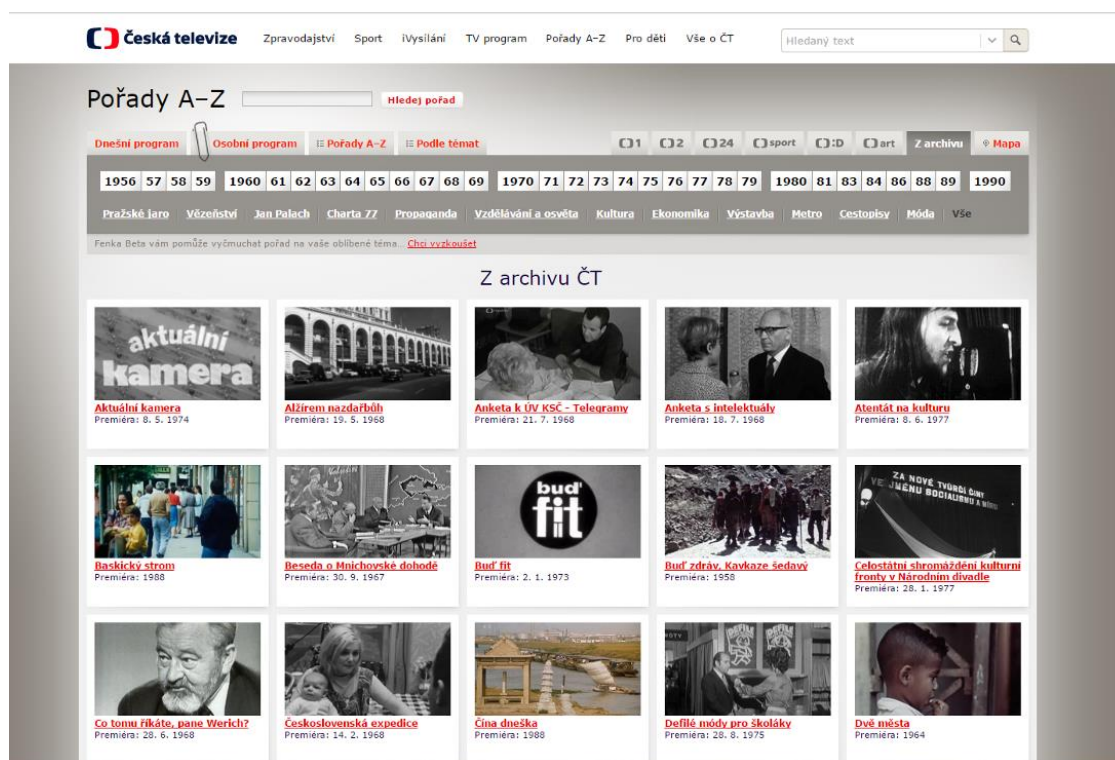 česká televize
Zpravodajství Sport iVysílání TV program Pořady A–Z Pro děti Vše o ČT
Hledaný text
Pořady A–Z
Hledej pořad
Dnešní program Osobní program Pořady A–Z Podle témat 1 2 24 sport :D art Z archivu Mapa
1956 57 58 59 1960 61 62 63 64 65 66 67 68 69 1970 71 72 73 74 75 76 77 78 79 1980 81 83 84 86 88 89 1990
Pražské jaro Vězeňství Jan Palach Charta 77 Propaganda Vzdělávání a osvěta Kultura Ekonomika Výstavba Metro Cestopisy Móda Vše
Fenka Beta vám pomůže vyčmuchat pořad na vaše oblíbené téma... Chci vyzkoušet
Z archivu ČT
aktuální
kamera
Aktuální kamera
Premiéra: 8. 5. 1974
Alžírem nazdařbůh
Premiéra: 19. 5. 1968
Anketa k ÚV KSČ - Telegramy
Premiéra: 21. 7. 1968
Anketa s intelektuály
Premiéra: 18. 7. 1968
Atentát na kulturu
Premiéra: 8. 6. 1977
Baskický strom
Premiéra: 1988
Beseda o Mnichovské dohodě
Premiéra: 30. 9. 1967
buď
fit
Buď fit
Premiéra: 2. 1. 1973
Buď zdráv, Kavkaze šedavý
Premiéra: 1958
ZA NOVÉ TVŮRČÍ ČINY
VE JMÉNU SOCIALISMU A MÍRU
Celostátní shromáždění kulturní
fronty v Národním divadle
Premiéra: 28. 1. 1977
Co tomu říkáte, pane Werich?
Premiéra: 28. 6. 1968
Československá expedice
Premiéra: 14. 2. 1968
Čína dneška
Premiéra: 1988
Defilé módy pro školáky
Premiéra: 28. 8. 1975
Dvě města
Premiéra: 1964